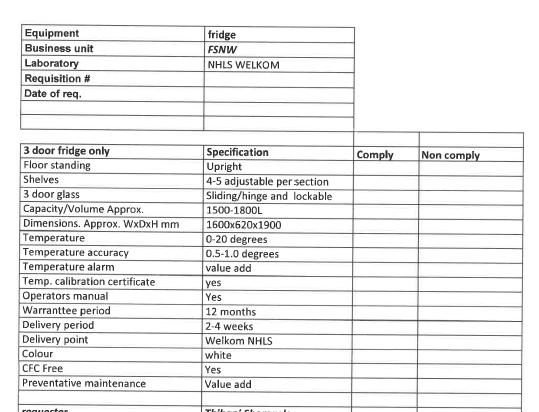 Equipment fridge
Business unit FSNW
Laboratory NHLS WELKOM
Requisition #
Date of req.
3 door fridge only Specification Comply Non comply
Floor standing Upright
Shelves 4-5 adjustable per section
3 door glass Sliding/hinge and lockable
Capacity/Volume Approx. 1500-1800L
Dimensions. Approx. WxDxH mm 1600x620x1900
Temperature 0-20 degrees
Temperature accuracy 0.5-1.0 degrees
Temperature alarm value add
Temp. calibration certificate yes
Operators manual Yes
Warranttee period 12 months
Delivery period 2-4 weeks
Delivery point Welkom NHLS
Colour white
CFC Free Yes
Preventative maintenance Value add
requestor